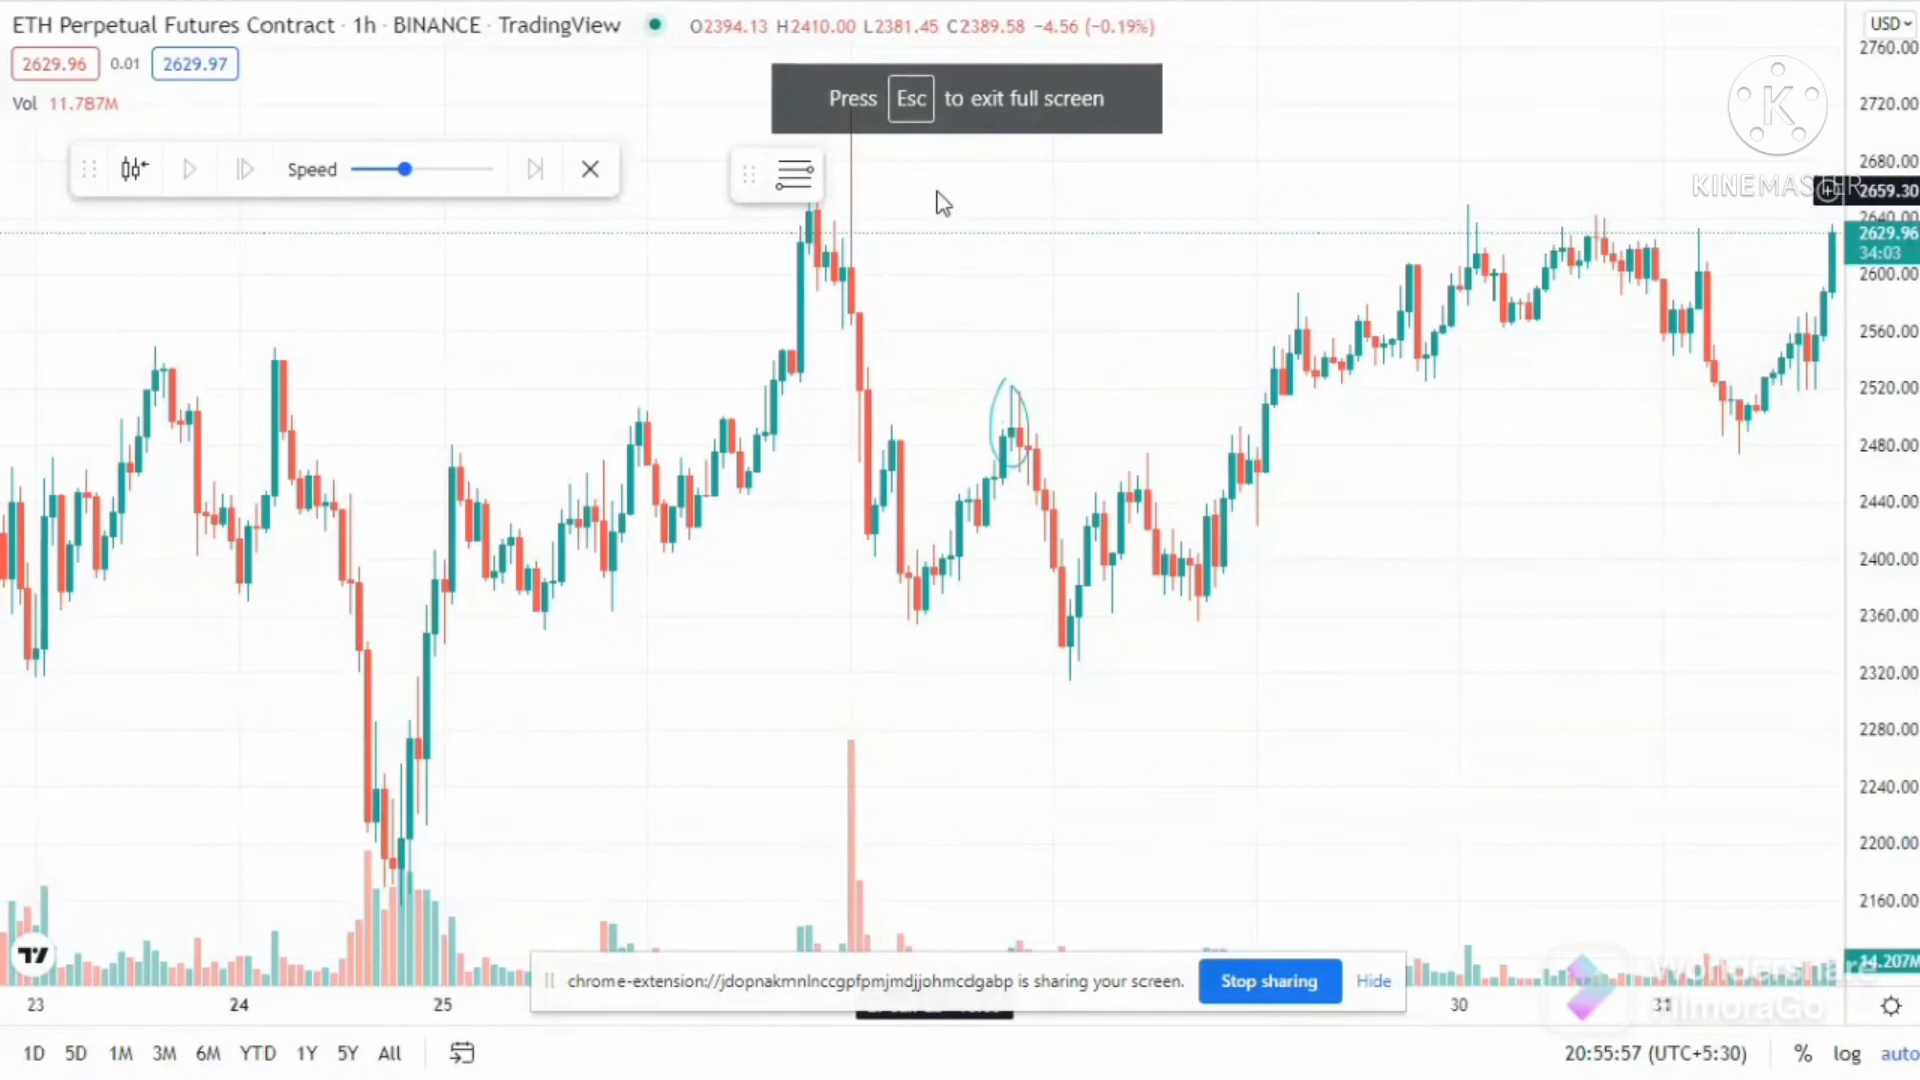 ETH Perpetual Futures Contract · 1h · BINANCE · TradingView O2394.13 H2410.00 L2381.45 C2389.58 −4.56 (−0.19%)
USD
2629.96 0.01 2629.97
Vol 11.787M
Press Esc to exit full screen
Speed
K
KINEMASTER
2760.00
2720.00
2680.00
2659.30
2640.00
2629.96
34:03
2600.00
2560.00
2520.00
2480.00
2440.00
2400.00
2360.00
2320.00
2280.00
2240.00
2200.00
2160.00
14.207M
chrome-extension://jdopnakmnlnccgpfpmjmdjjohmcdgabp is sharing your screen. Stop sharing Hide
Wondershare
FilmoraGo
23 24 25 30 31
1D 5D 1M 3M 6M YTD 1Y 5Y All
20:55:57 (UTC+5:30) % log auto